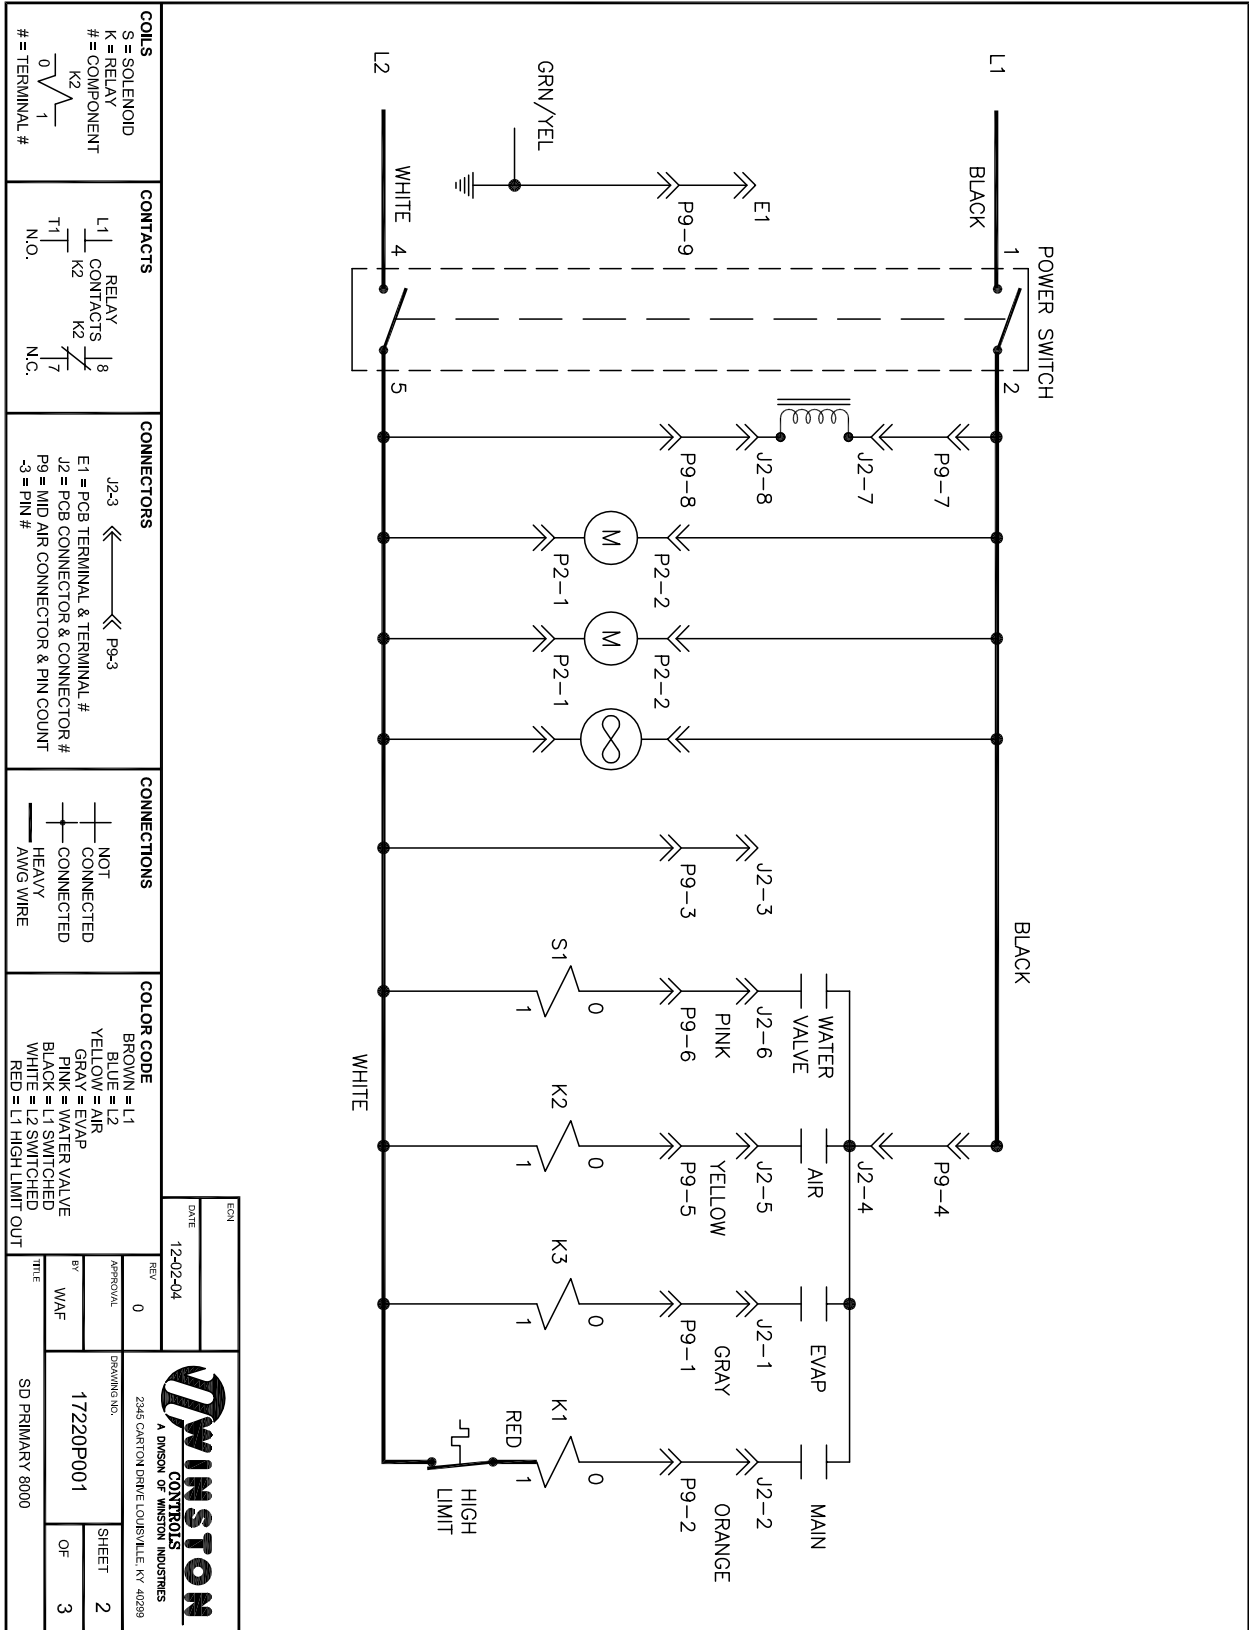 L1
BLACK
POWER SWITCH
1
2
GRN/YEL
E1
P9-9
L2
WHITE
4
5
P9-7
J2-7
J2-8
P9-8
P2-2
M
P2-1
P2-2
M
P2-1
J2-3
P9-3
BLACK
P9-4
J2-4
WATER
VALVE
J2-6
PINK
P9-6
0
S1
1
AIR
J2-5
YELLOW
P9-5
0
K2
1
EVAP
J2-1
GRAY
P9-1
0
K3
1
MAIN
J2-2
ORANGE
P9-2
0
K1
1
RED
HIGH
LIMIT
WHITE
COILS
S = SOLENOID
K = RELAY
# = COMPONENT
K2
0
1
# = TERMINAL #
CONTACTS
RELAY
CONTACTS
L1
K2
T1
N.O.
K2
8
7
N.C.
CONNECTORS
J2-3
P9-3
E1 = PCB TERMINAL & TERMINAL #
J2 = PCB CONNECTOR & CONNECTOR #
P9 = MID AIR CONNECTOR & PIN COUNT
-3 = PIN #
CONNECTIONS
NOT
CONNECTED
CONNECTED
HEAVY
AWG WIRE
COLOR CODE
BROWN = L1
BLUE = L2
YELLOW = AIR
GRAY = EVAP
PINK = WATER VALVE
BLACK = L1 SWITCHED
WHITE = L2 SWITCHED
RED = L1 HIGH LIMIT OUT
ECN
DATE
12-02-04
REV
0
APPROVAL
BY
WAF
WINSTON
CONTROLS
A DIVISON OF WINSTON INDUSTRIES
2345 CARTON DRIVE LOUISVILLE, KY 40299
DRAWING NO.
17220P001
SHEET 2
OF 3
TITLE
SD PRIMARY 8000